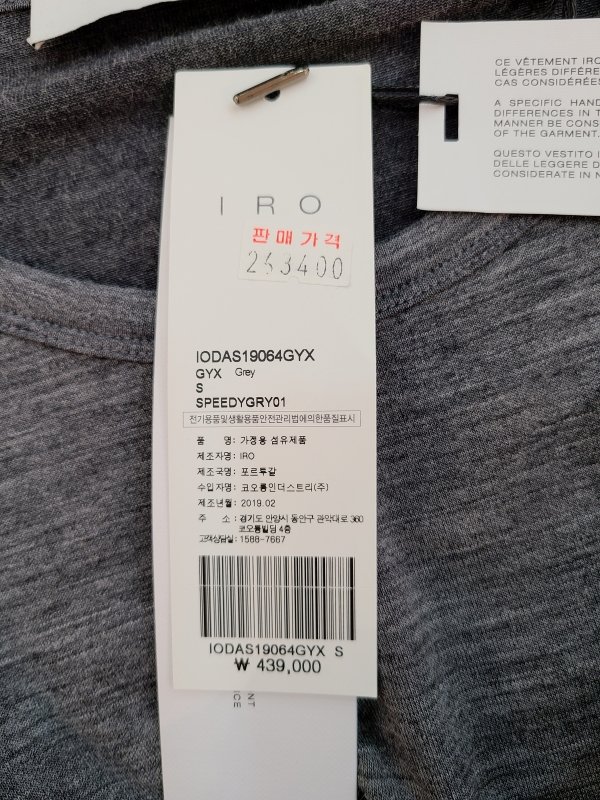 CE VÊTEMENT IRO
LÉGÈRES DIFFÉRE
CAS CONSIDÉRÉES
A SPECIFIC HAND
DIFFERENCES IN T
MANNER BE CONS
OF THE GARMENT.
QUESTO VESTITO I
DELLE LEGGERE D
CONSIDERATE IN N
IRO
판매가격
263400
IODAS19064GYX
GYX Grey
S
SPEEDYGRY01
전기용품및생활용품안전관리법에의한품질표시
품 명: 가정용 섬유제품
제조자명: IRO
제조국명: 포르투갈
수입자명: 코오롱인더스트리(주)
제조년월: 2019.02
주 소: 경기도 안양시 동안구 관악대로 360
코오롱빌딩 4층
고객상담실: 1588-7667
IODAS19064GYX S
₩ 439,000
NT
ICE